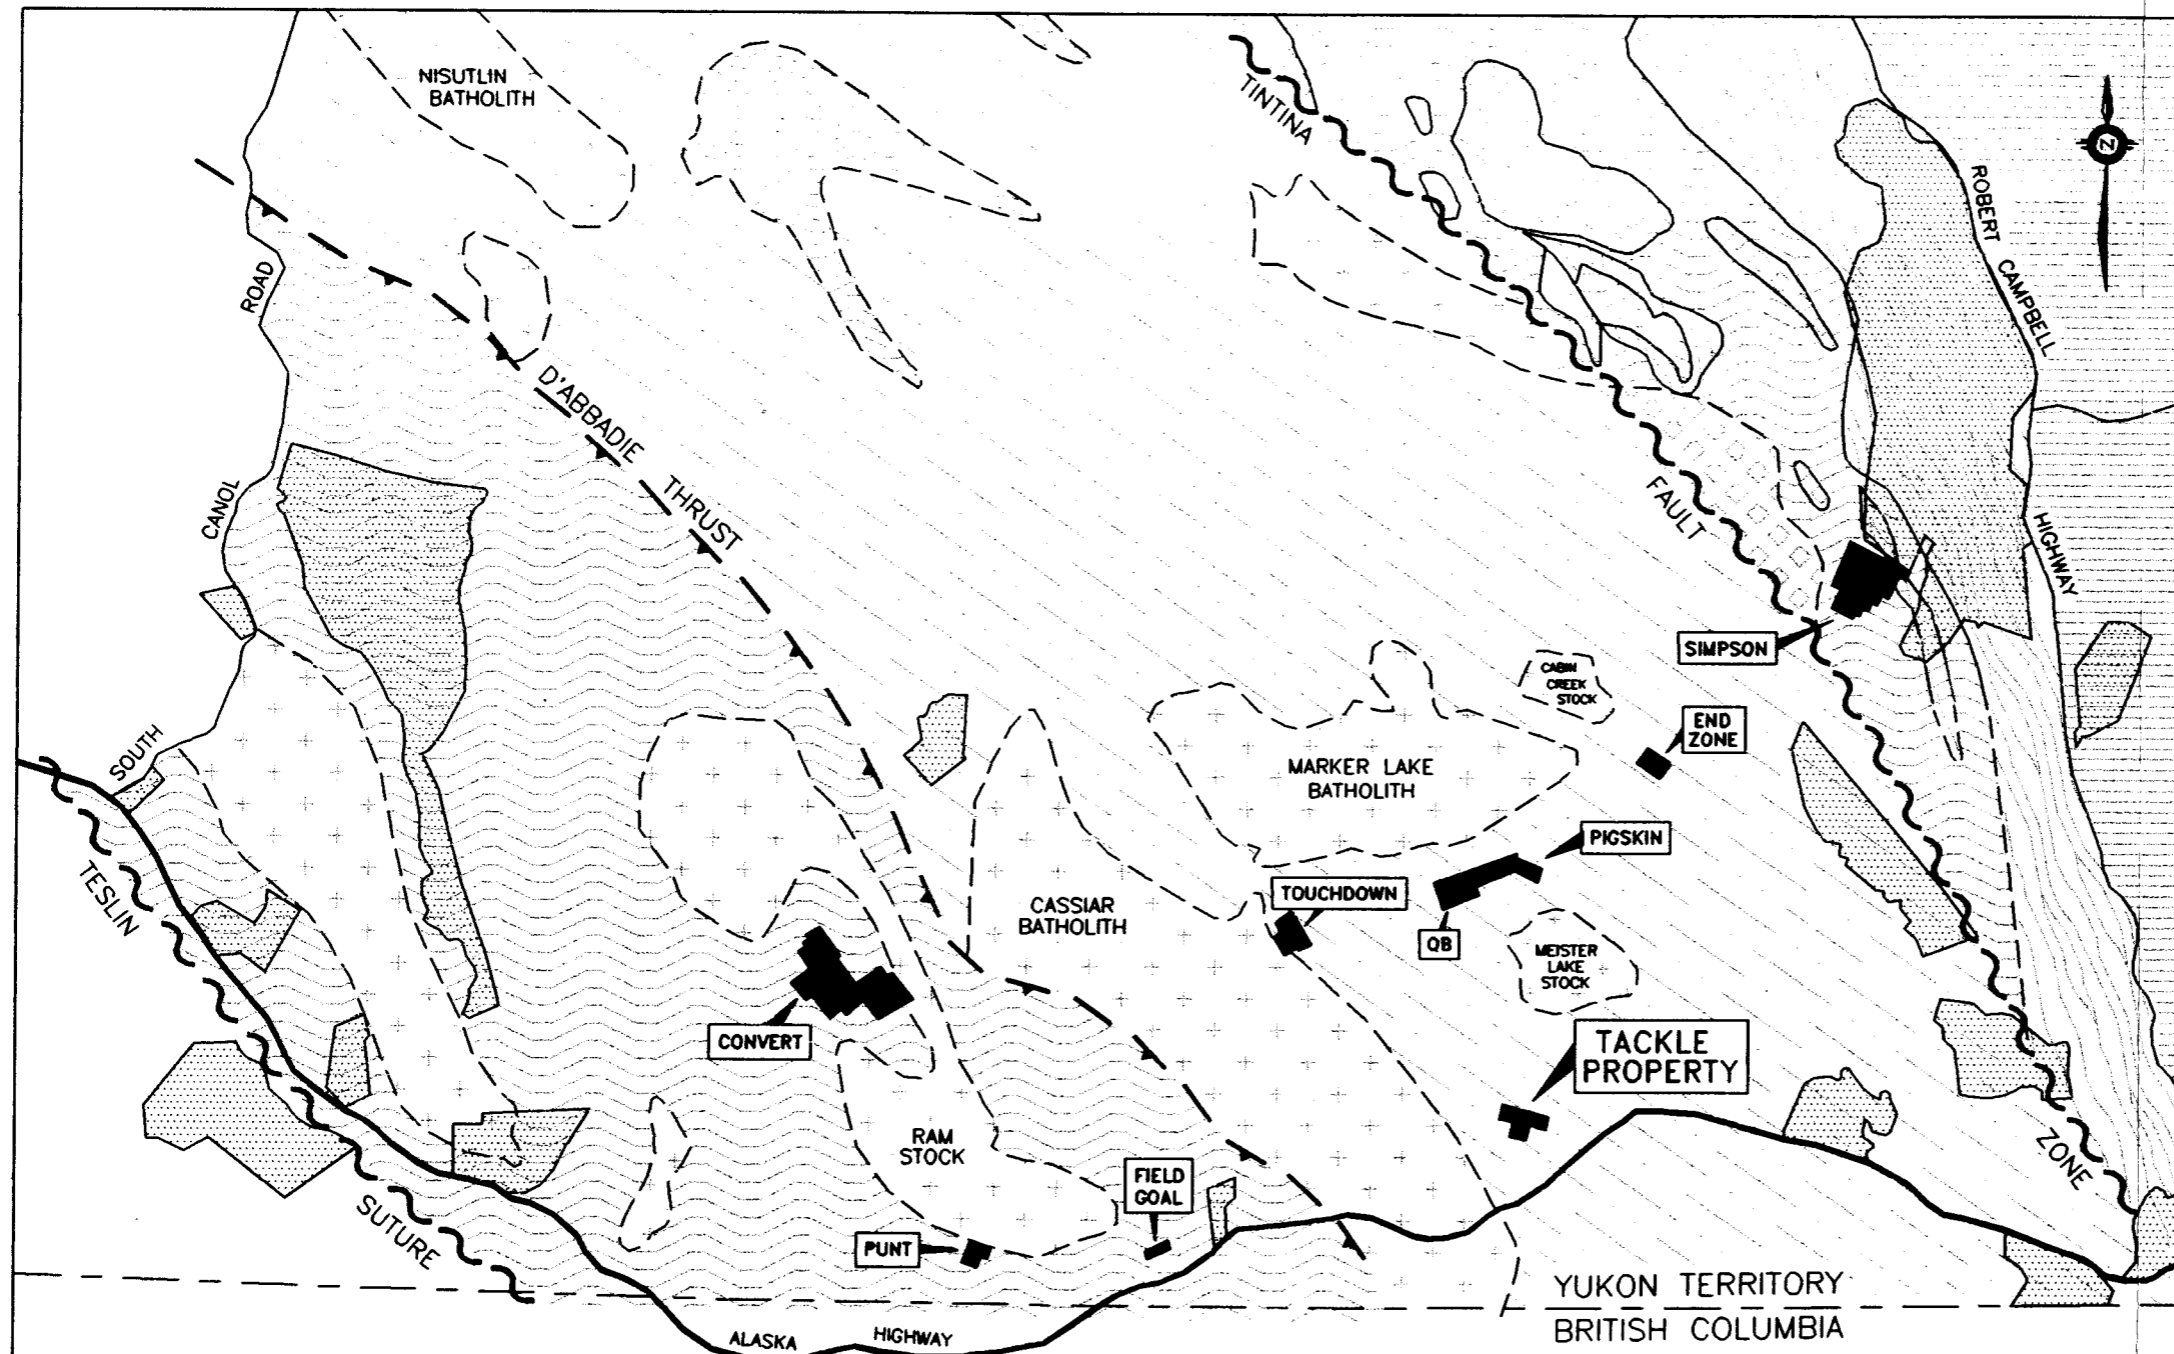 NISUTLIN
BATHOLITH
TINTINA
N
ROBERT CAMPBELL
ROAD
D'ABBADIE THRUST
CANOL
FAULT
HIGHWAY
SIMPSON
CABIN
CREEK
STOCK
END
ZONE
SOUTH
MARKER LAKE
BATHOLITH
PIGSKIN
TESLIN
TOUCHDOWN
CASSIAR
BATHOLITH
QB
MEISTER
LAKE
STOCK
CONVERT
TACKLE
PROPERTY
RAM
STOCK
FIELD
GOAL
ZONE
SUTURE
PUNT
YUKON TERRITORY
BRITISH COLUMBIA
ALASKA HIGHWAY